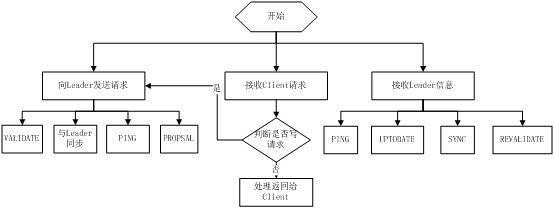 开始
向Leader发送请求
接收Client请求
接收Leader信息
是
VALIDATE
与Leader
同步
PING
PROPSAL
判断是否写
请求
PING
UPTODATE
SYNC
REVALIDATE
否
处理返回给
Client